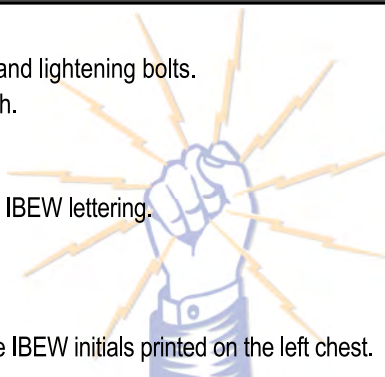 and lightening bolts.
h.
IBEW lettering.
e IBEW initials printed on the left chest.